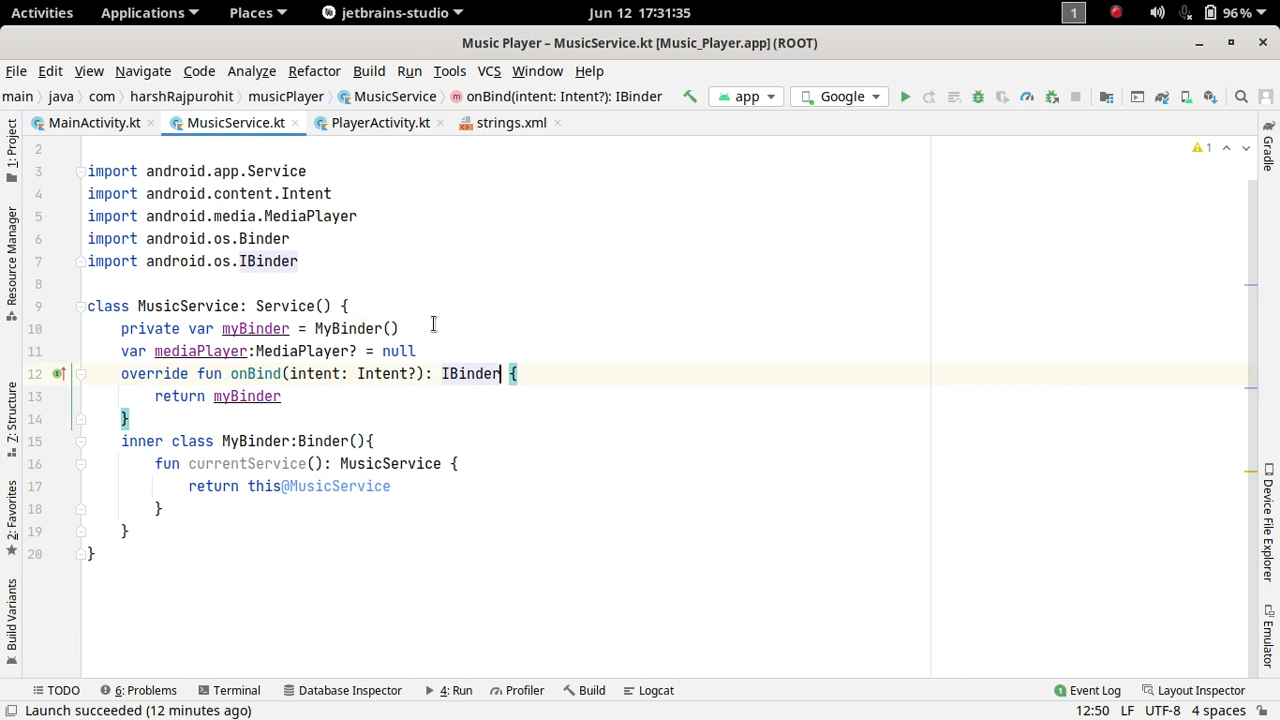 Activities Applications Places jetbrains-studio Jun 12 17:31:35 1 96%
Music Player – MusicService.kt [Music_Player.app] (ROOT)
File Edit View Navigate Code Analyze Refactor Build Run Tools VCS Window Help
main java com harshRajpurohit musicPlayer MusicService onBind(intent: Intent?): IBinder app Google
MainActivity.kt MusicService.kt PlayerActivity.kt strings.xml
1: Project
Resource Manager
7: Structure
2: Favorites
Build Variants
1
2
3 import android.app.Service
4 import android.content.Intent
5 import android.media.MediaPlayer
6 import android.os.Binder
7 import android.os.IBinder
8
9 class MusicService: Service() {
10 private var myBinder = MyBinder()
11 var mediaPlayer:MediaPlayer? = null
12 override fun onBind(intent: Intent?): IBinder {
13 return myBinder
14 }
15 inner class MyBinder:Binder(){
16 fun currentService(): MusicService {
17 return this@MusicService
18 }
19 }
20 }
Gradle
Device File Explorer
Emulator
TODO 6: Problems Terminal Database Inspector 4: Run Profiler Build Logcat 1 Event Log Layout Inspector
Launch succeeded (12 minutes ago) 12:50 LF UTF-8 4 spaces